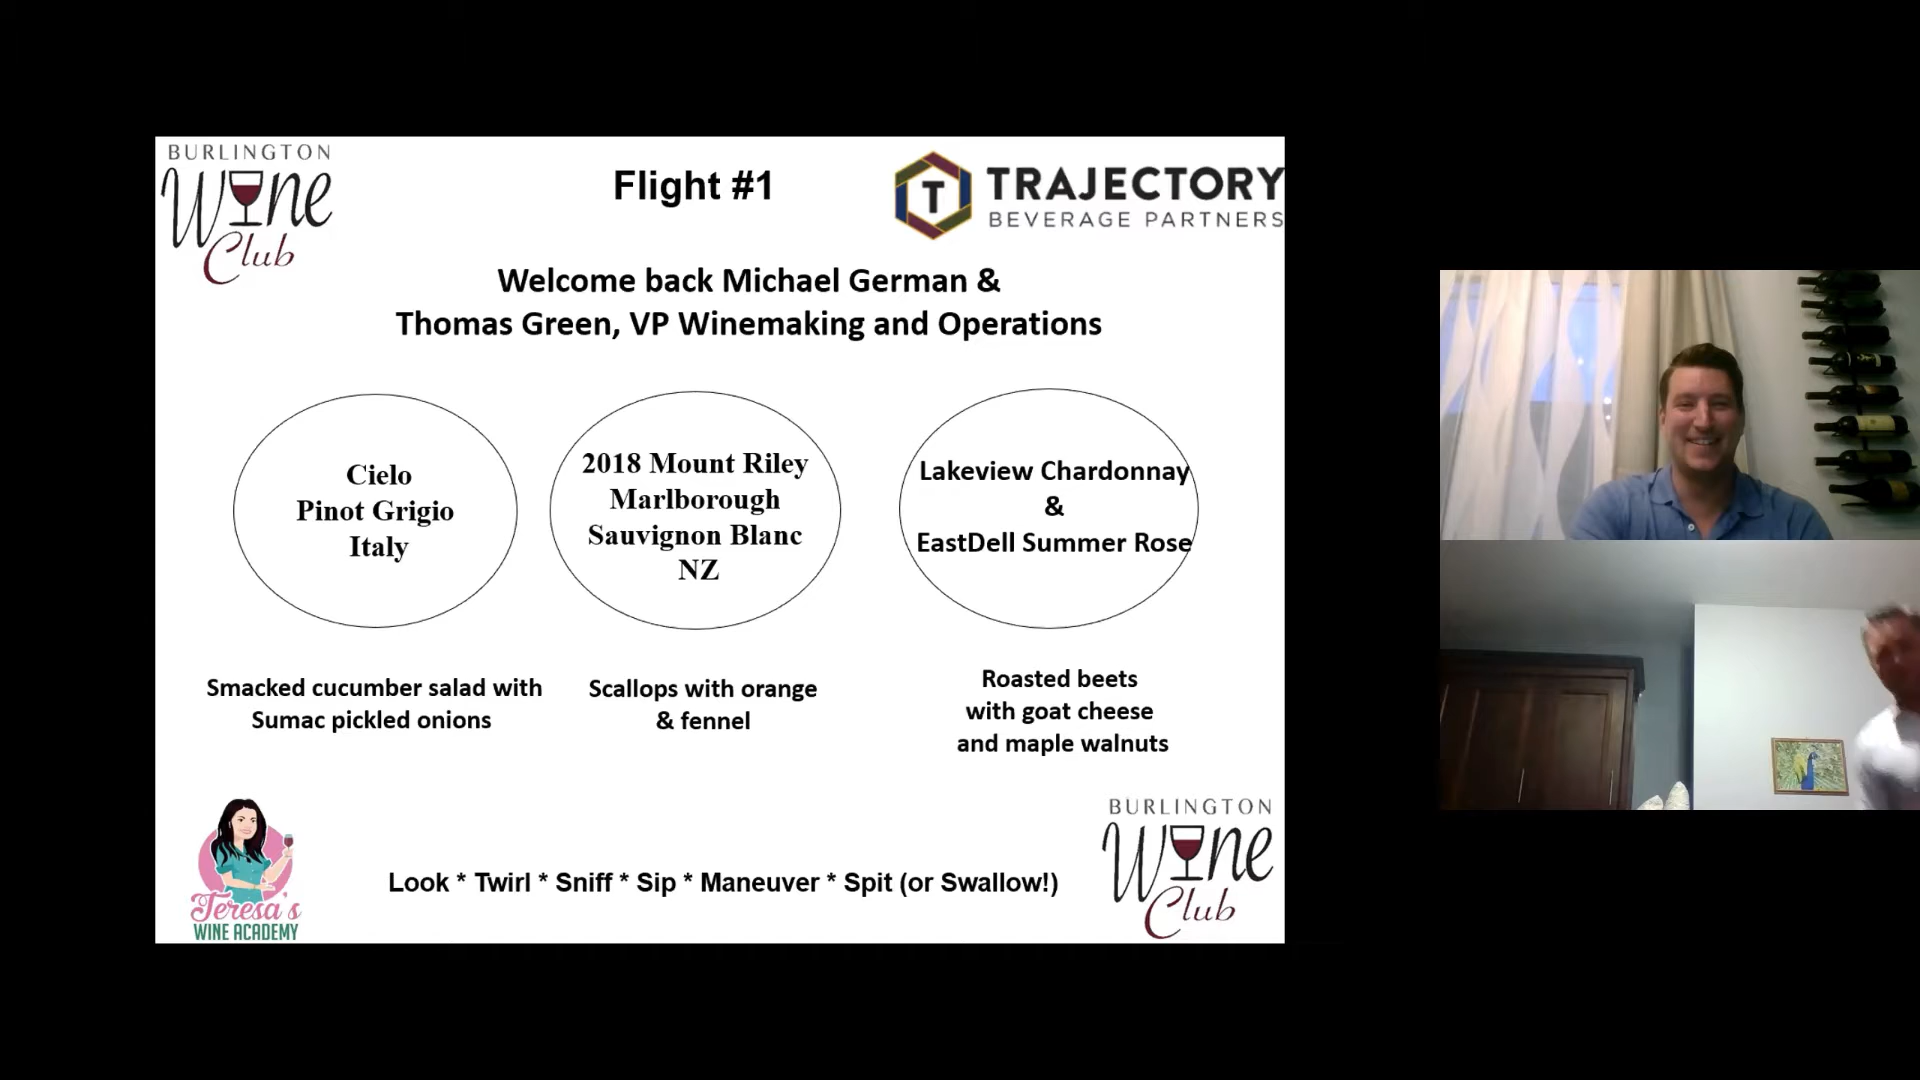 BURLINGTON
Wine
Club
Flight #1
T
TRAJECTORY
BEVERAGE PARTNERS
Welcome back Michael German &
Thomas Green, VP Winemaking and Operations
Cielo
Pinot Grigio
Italy
2018 Mount Riley
Marlborough
Sauvignon Blanc
NZ
Lakeview Chardonnay
&
EastDell Summer Rose
Smacked cucumber salad with
Sumac pickled onions
Scallops with orange
& fennel
Roasted beets
with goat cheese
and maple walnuts
Teresa's
WINE ACADEMY
Look * Twirl * Sniff * Sip * Maneuver * Spit (or Swallow!)
BURLINGTON
Wine
Club